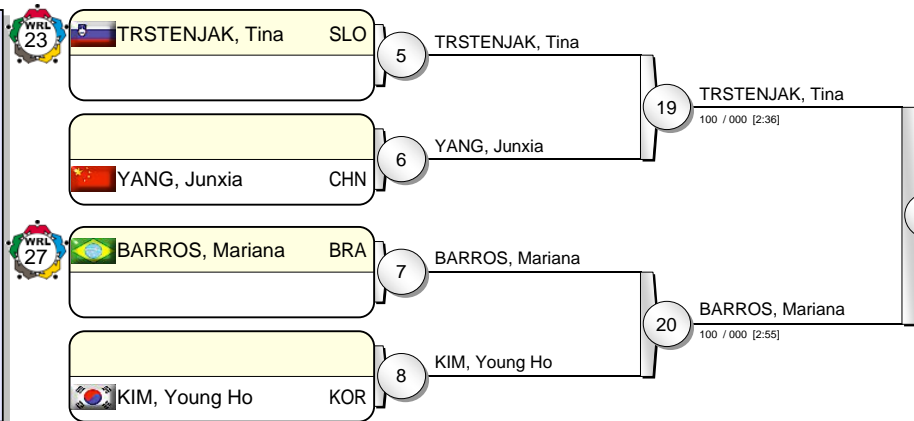 WRL
23
TRSTENJAK, Tina SLO
5
TRSTENJAK, Tina
19
TRSTENJAK, Tina
100 / 000 [2:36]
6
YANG, Junxia
YANG, Junxia CHN
WRL
27
BARROS, Mariana BRA
7
BARROS, Mariana
20
BARROS, Mariana
100 / 000 [2:55]
8
KIM, Young Ho
KIM, Young Ho KOR